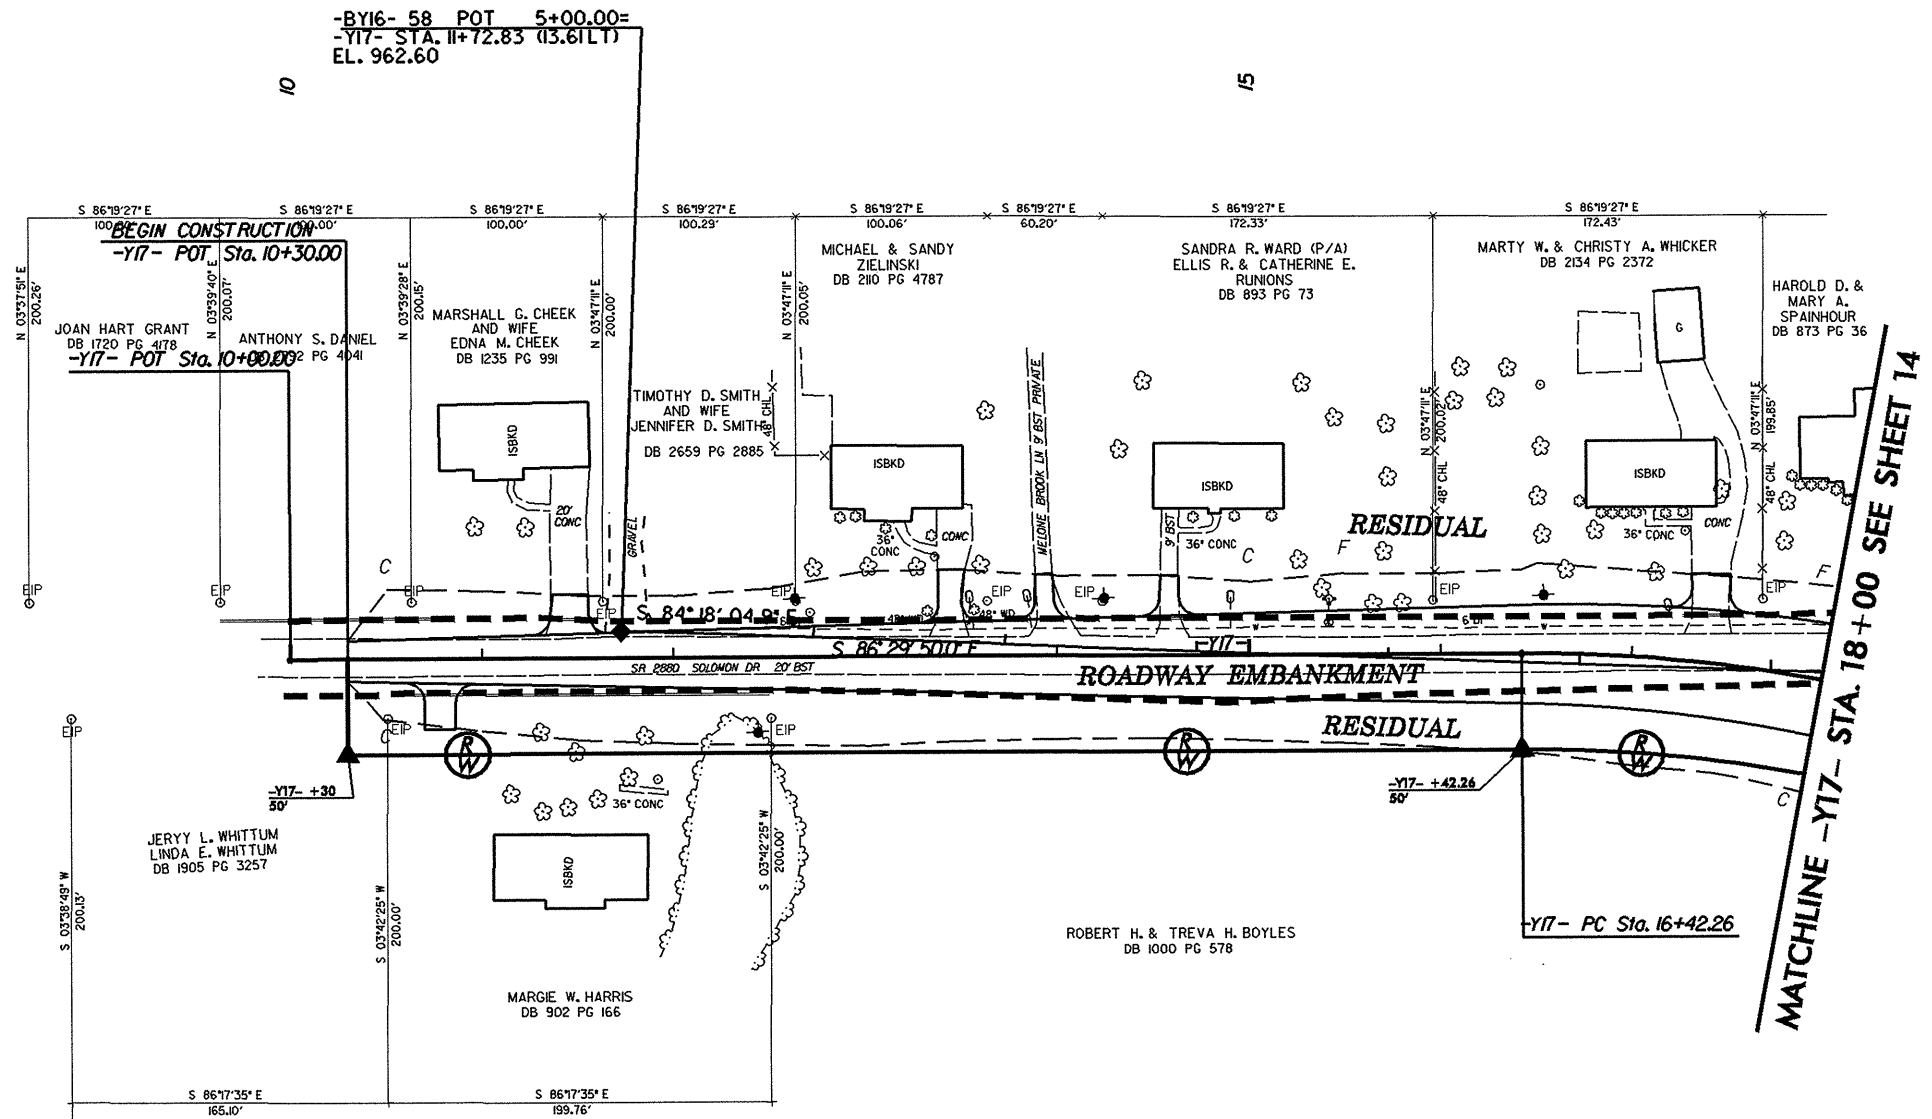 -BY16- 58 POT 5+00.00=
-Y17- STA. 11+72.83 (13.61 LT)
EL. 962.60
10
15
S 86°19'27" E
S 86°19'27" E
S 86°19'27" E
100.00'
S 86°19'27" E
100.29'
S 86°19'27" E
100.06'
S 86°19'27" E
60.20'
S 86°19'27" E
172.33'
S 86°19'27" E
172.43'
BEGIN CONSTRUCTION
-Y17- POT Sta. 10+30.00
N 03°37'51" E
200.26'
N 03°39'40" E
200.07'
N 03°39'28" E
200.15'
N 03°47'11" E
200.00'
N 03°47'11" E
200.05'
N 03°47'11" E
200.02'
N 03°47'11" E
199.85'
JOAN HART GRANT
DB 1720 PG 4178
ANTHONY S. DANIEL
PG 4041
-Y17- POT Sta. 10+00.00
MARSHALL G. CHEEK
AND WIFE
EDNA M. CHEEK
DB 1235 PG 991
TIMOTHY D. SMITH
AND WIFE
JENNIFER D. SMITH
DB 2659 PG 2885
MICHAEL & SANDY
ZIELINSKI
DB 2110 PG 4787
SANDRA R. WARD (P/A)
ELLIS R. & CATHERINE E.
RUNIONS
DB 893 PG 73
MARTY W. & CHRISTY A. WHICKER
DB 2134 PG 2372
HAROLD D. &
MARY A.
SPAINHOUR
DB 873 PG 36
G
48" CHL
48" CHL
48" CHL
ISBKD
ISBKD
ISBKD
ISBKD
20'
CONC
GRAVEL
36"
CONC
CONC
MELONE BROOK LN 9' BST PRIVATE
9' BST
36" CONC
36" CONC
CONC
RESIDUAL
C
C
F
F
EIP
EIP
EIP
EIP
EIP
EIP
EIP
EIP
EIP
48" WD
S 84°18'04.9" E
S 86°29'50.0" E
-Y17-
W
W
SR 2880 SOLOMON DR 20' BST
ROADWAY EMBANKMENT
RESIDUAL
EIP
EIP
EIP
C
C
R/W
R/W
R/W
-Y17- +30
50'
-Y17- +42.26
50'
36" CONC
ISBKD
JERYY L. WHITTUM
LINDA E. WHITTUM
DB 1905 PG 3257
S 03°38'49" W
200.13'
S 03°42'25" W
200.00'
S 03°42'25" W
200.00'
MARGIE W. HARRIS
DB 902 PG 166
ROBERT H. & TREVA H. BOYLES
DB 1000 PG 578
-Y17- PC Sta. 16+42.26
MATCHLINE -Y17- STA. 18+00 SEE SHEET 14
S 86°17'35" E
165.10'
S 86°17'35" E
199.76'